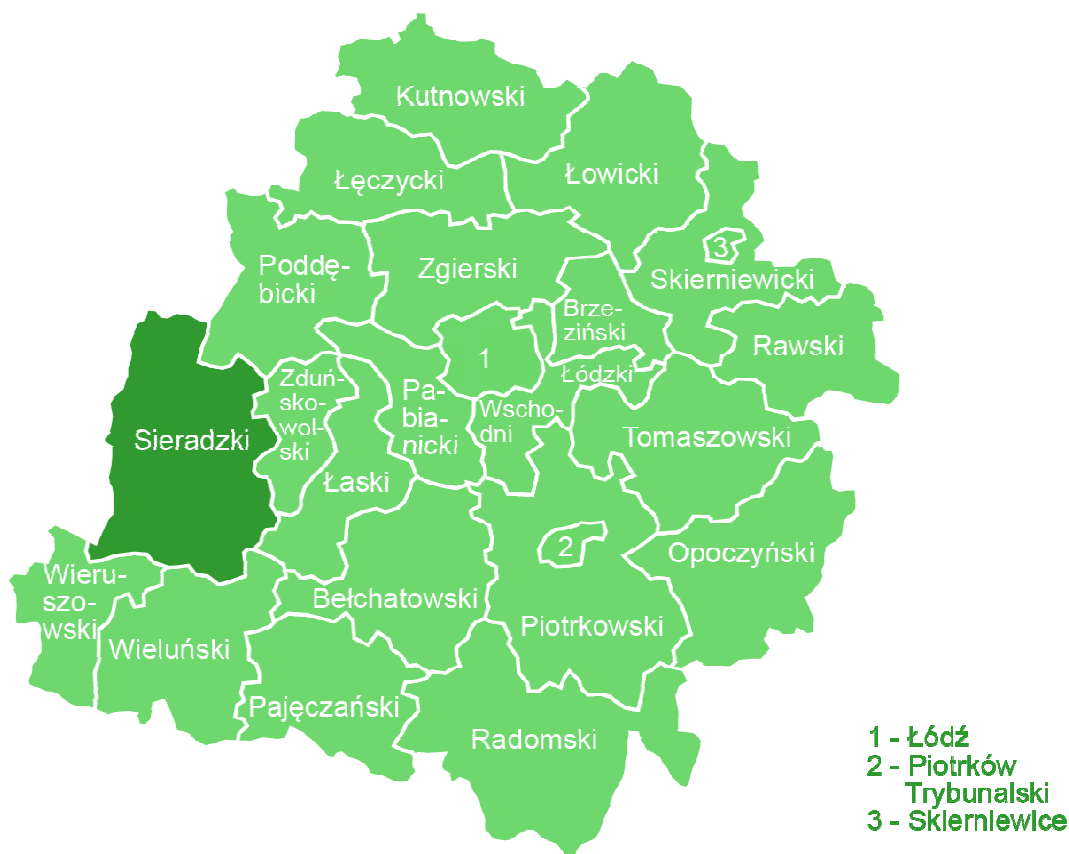 Kutnowski
Łęczycki
Łowicki
3
Skierniewicki
Poddę-
bicki
Zgierski
Brze-
ziński
Rawski
1
Łódzki
Zduń-
sko-
wol-
ski
Pa-
bia-
nicki
Wscho-
dni
Tomaszowski
Sieradzki
Łaski
2
Opoczyński
Wieru-
szo-
wski
Bełchatowski
Piotrkowski
Wieluński
Pajęczański
Radomski
1 - Łódź
2 - Piotrków
Trybunalski
3 - Skierniewice